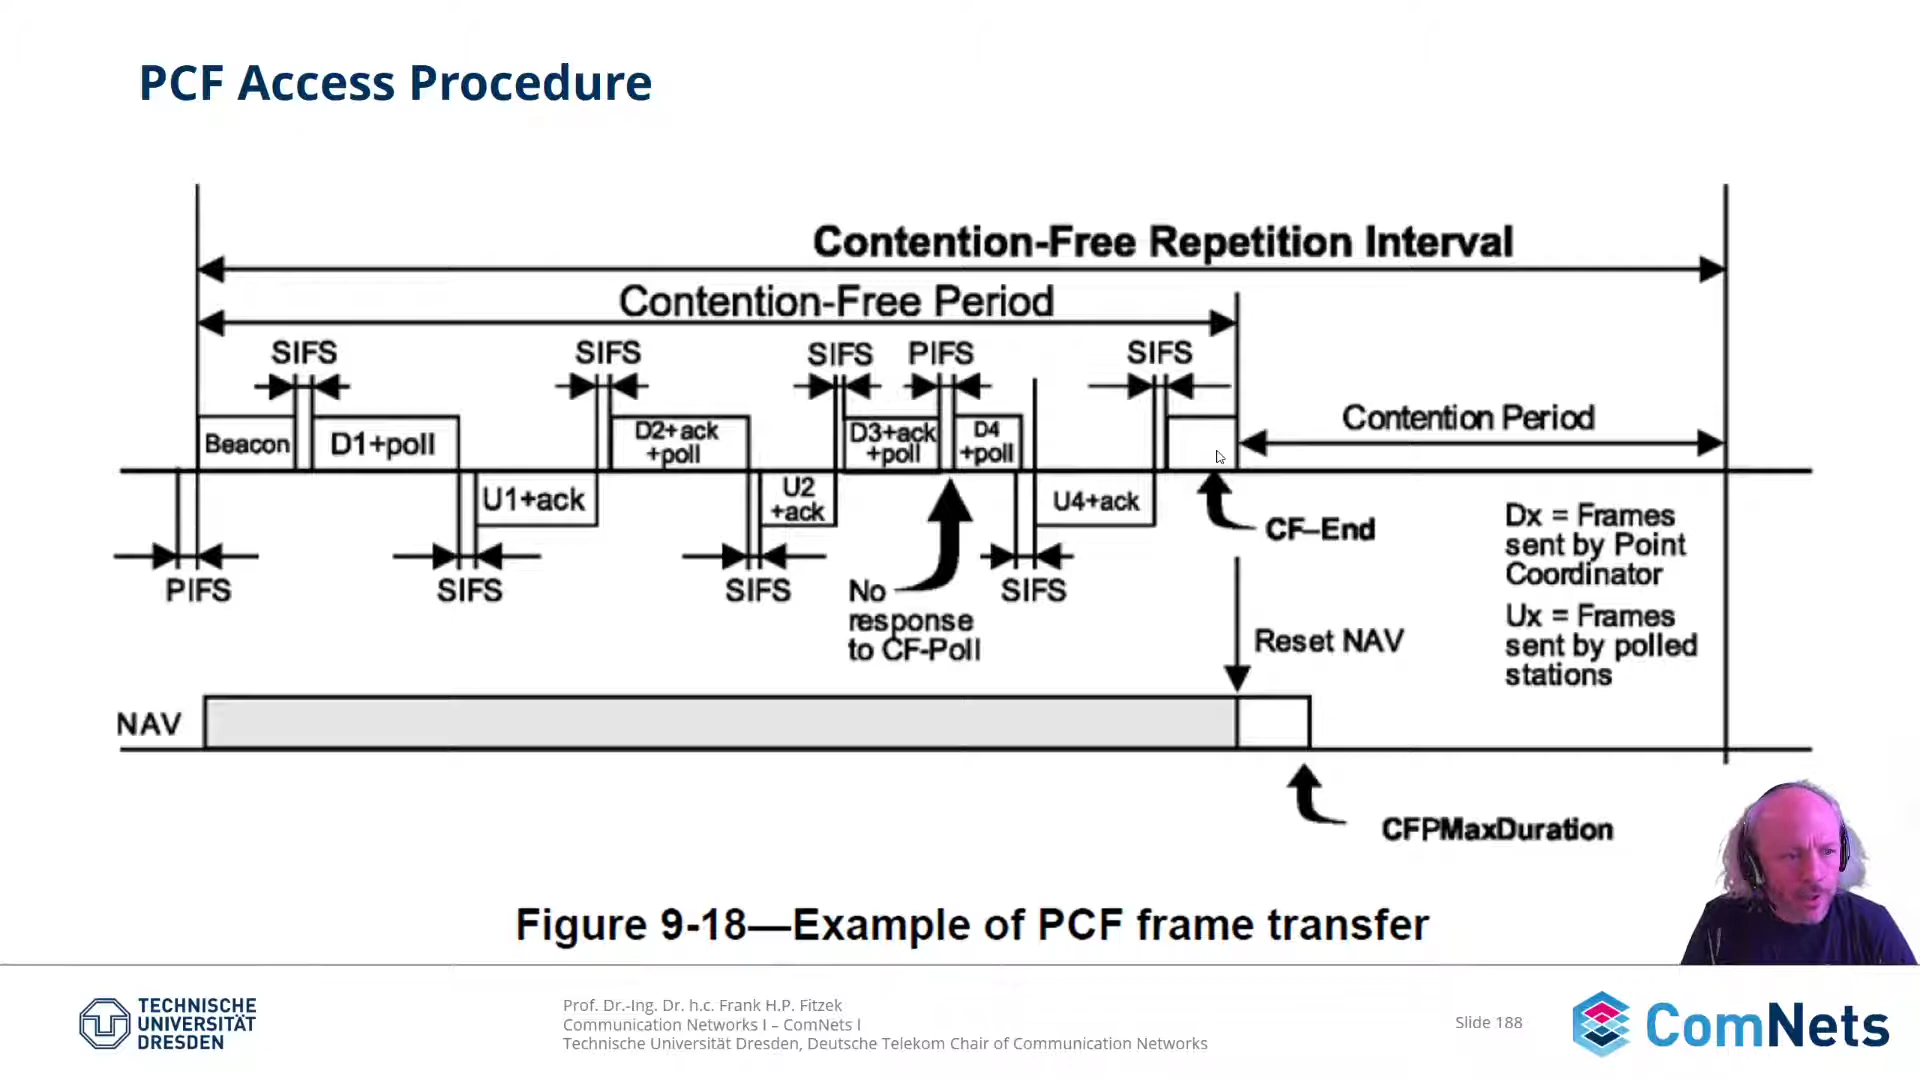 PCF Access Procedure
Contention-Free Repetition Interval
Contention-Free Period
SIFS
SIFS
SIFS
PIFS
SIFS
Contention Period
Beacon
D1+poll
D2+ack
+poll
D3+ack
+poll
D4
+poll
U1+ack
U2
+ack
U4+ack
CF–End
PIFS
SIFS
SIFS
No
response
to CF-Poll
SIFS
Dx = Frames
sent by Point
Coordinator
Ux = Frames
sent by polled
stations
Reset NAV
NAV
CFPMaxDuration
Figure 9-18—Example of PCF frame transfer
TECHNISCHE
UNIVERSITÄT
DRESDEN
Prof. Dr.-Ing. Dr. h.c. Frank H.P. Fitzek
Communication Networks I – ComNets I
Technische Universität Dresden, Deutsche Telekom Chair of Communication Networks
Slide 188
ComNets